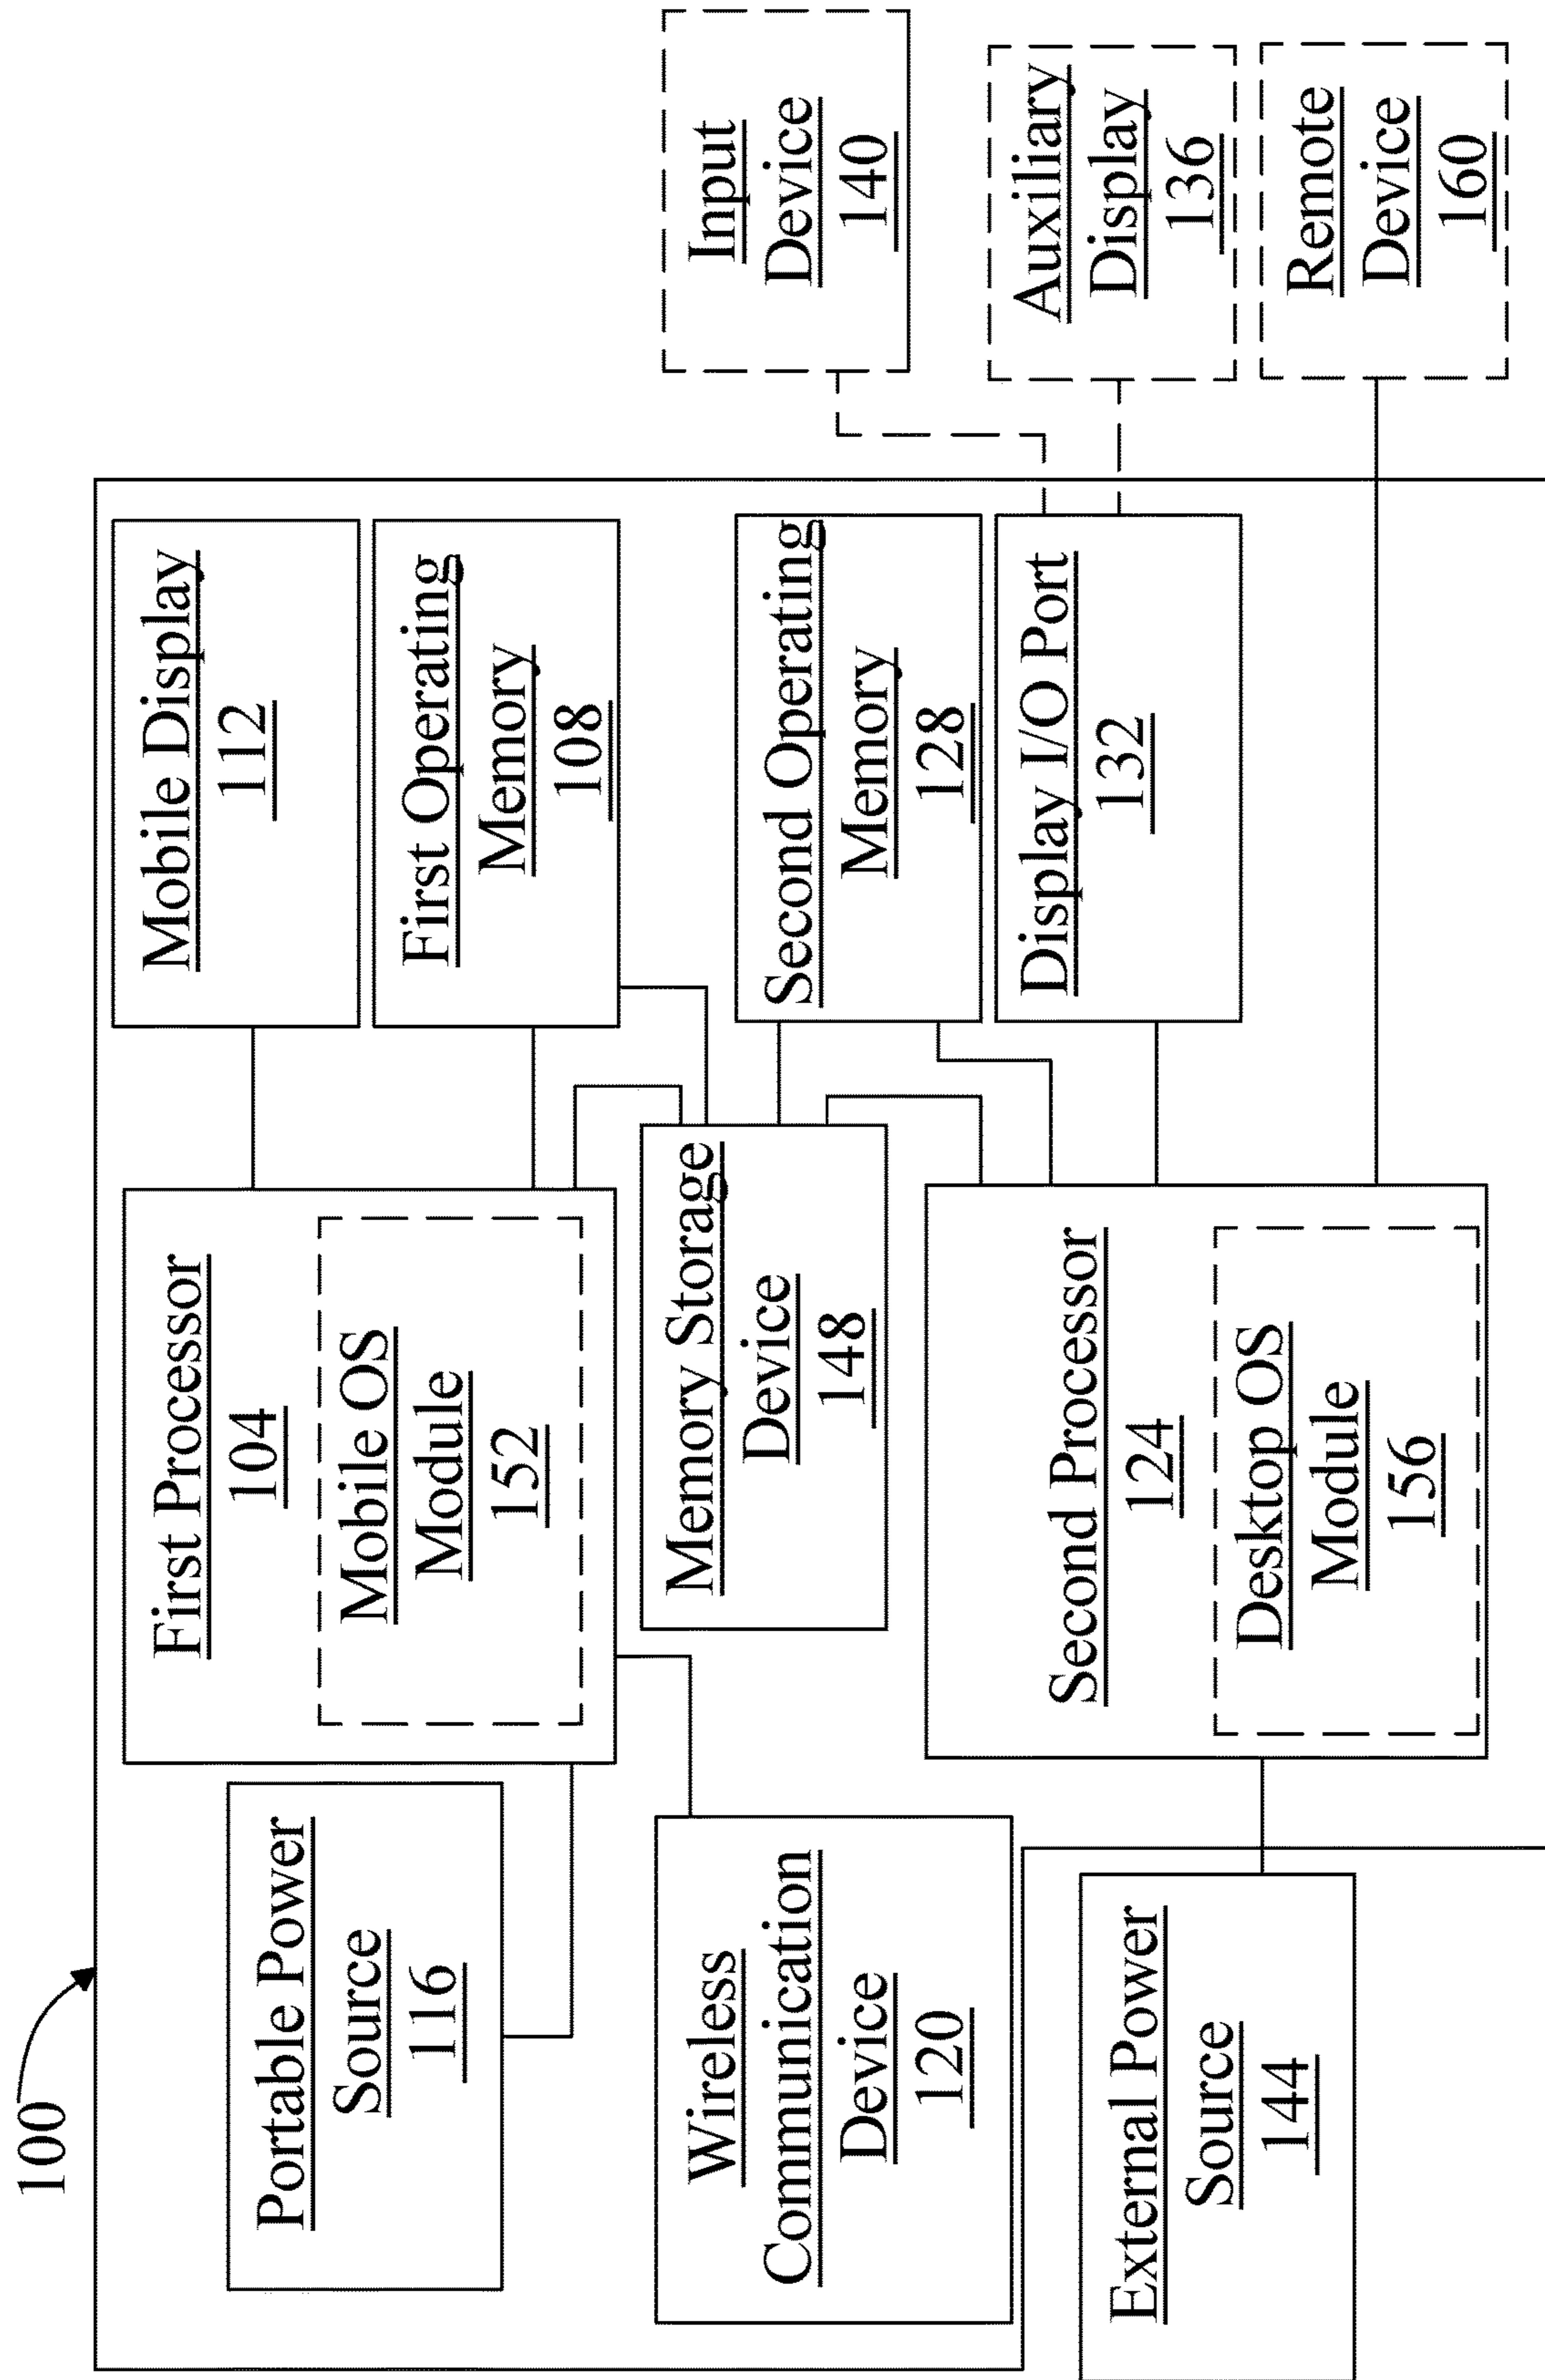 100
Portable Power
Source
116
First Processor
104
Mobile OS
Module
152
Mobile Display
112
First Operating
Memory
108
Wireless
Communication
Device
120
Memory Storage
Device
148
Second Operating
Memory
128
Input
Device
140
External Power
Source
144
Second Processor
124
Desktop OS
Module
156
Display I/O Port
132
Auxiliary
Display
136
Remote
Device
160